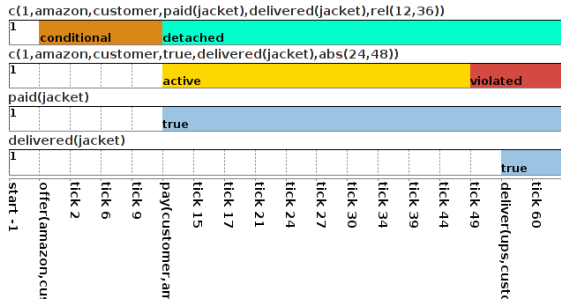 c(1,amazon,customer,paid(jacket),delivered(jacket),rel(12,36))
1
conditional
detached
c(1,amazon,customer,true,delivered(jacket),abs(24,48))
1
active
violated
paid(jacket)
1
true
delivered(jacket)
1
true
start -1
offer(amazon,cus
tick 2
tick 6
tick 9
pay(customer,am
tick 15
tick 17
tick 21
tick 24
tick 27
tick 30
tick 34
tick 39
tick 44
tick 49
deliver(ups,custo
tick 60